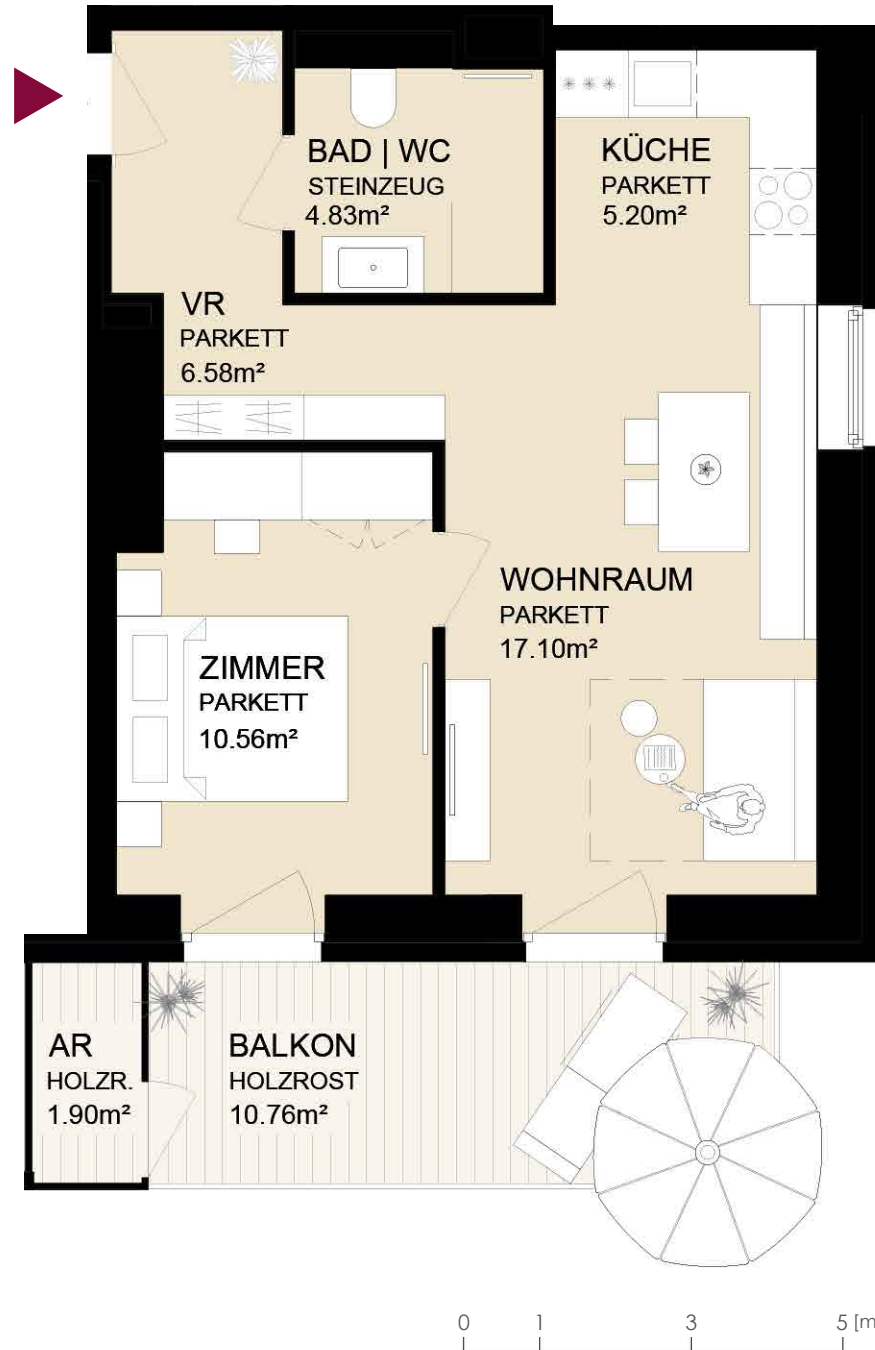 BAD | WC
STEINZEUG
4.83m²
KÜCHE
PARKETT
5.20m²
VR
PARKETT
6.58m²
WOHNRAUM
PARKETT
17.10m²
ZIMMER
PARKETT
10.56m²
AR
HOLZR.
1.90m²
BALKON
HOLZROST
10.76m²
0 1 3 5 [m